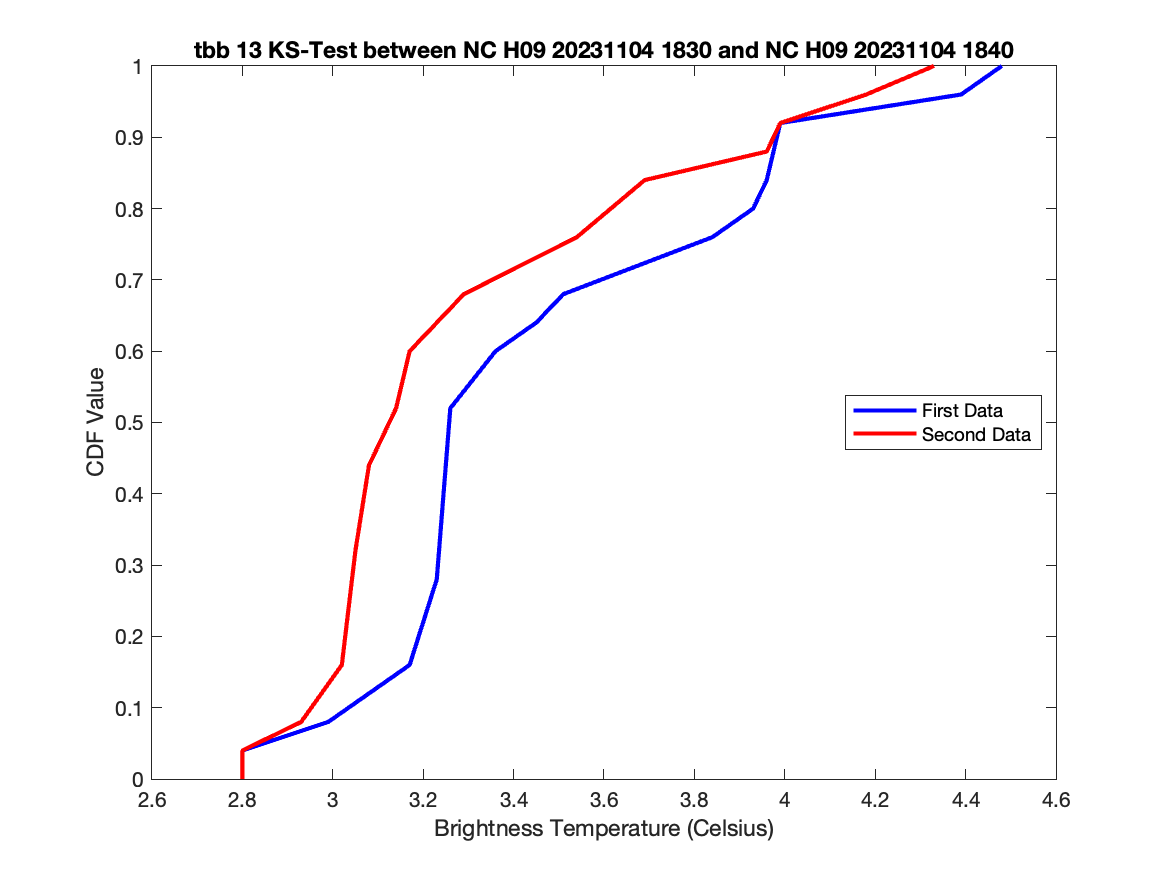 tbb 13 KS-Test between NC H09 20231104 1830 and NC H09 20231104 1840
1
0.9
0.8
0.7
0.6
0.5
0.4
0.3
0.2
0.1
0
CDF Value
First Data
Second Data
2.6 2.8 3 3.2 3.4 3.6 3.8 4 4.2 4.4 4.6
Brightness Temperature (Celsius)